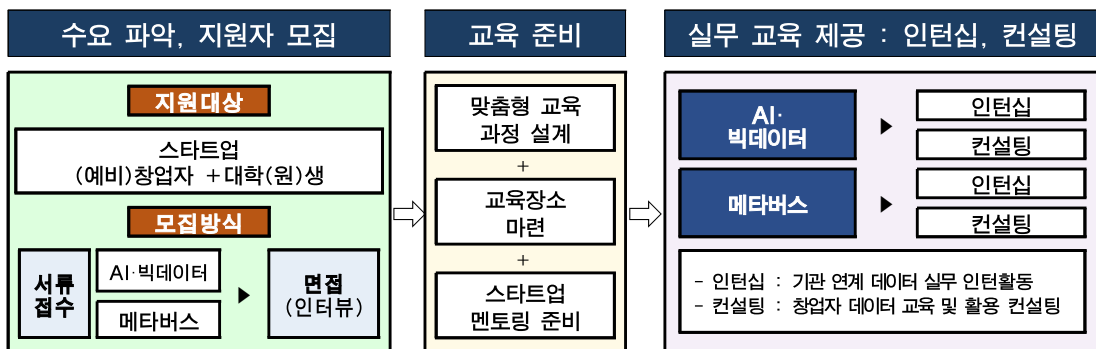 수요 파악, 지원자 모집
지원대상
스타트업
(예비)창업자 +대학(원)생
모집방식
서류
접수
AI·빅데이터
메타버스
▶
면접
(인터뷰)
교육 준비
맞춤형 교육
과정 설계
+
교육장소
마련
+
스타트업
멘토링 준비
실무 교육 제공 : 인턴십, 컨설팅
AI·
빅데이터
▶
인턴십
컨설팅
메타버스
▶
인턴십
컨설팅
- 인턴십 : 기관 연계 데이터 실무 인턴활동
- 컨설팅 : 창업자 데이터 교육 및 활용 컨설팅